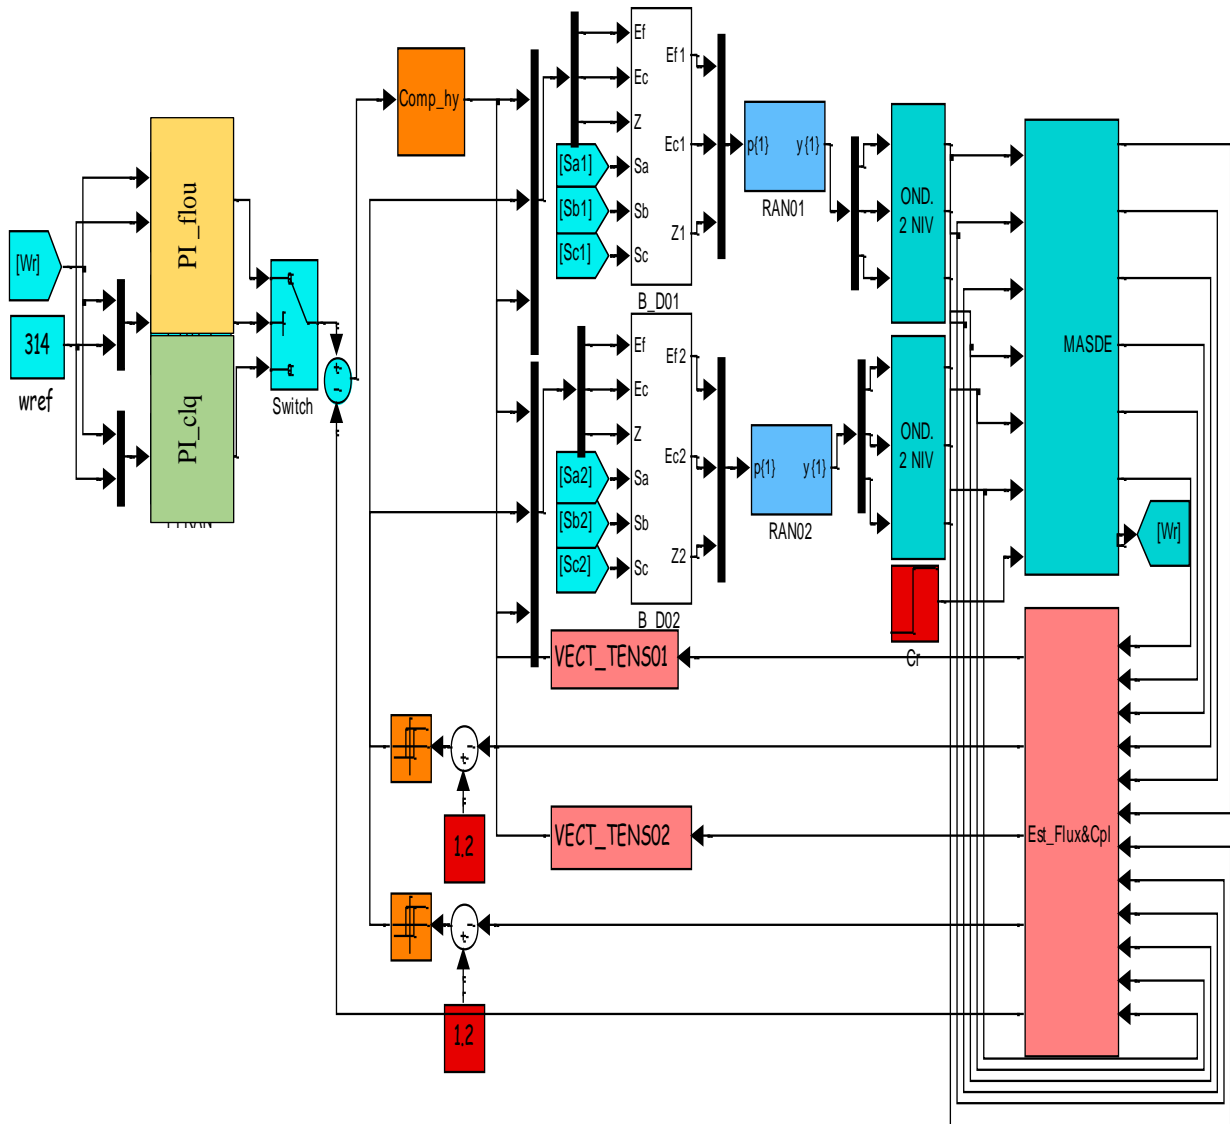 [Wr]
314
wref
PI_flou
PI_clq
Switch
Comp_hy
Ef
Ec
Z
[Sa1]
Sa
[Sb1]
Sb
[Sc1]
Sc
Ef1
Ec1
Z1
B_D01
p{1}
y{1}
RAN01
OND.
2 NIV
Ef
Ec
Z
[Sa2]
Sa
[Sb2]
Sb
[Sc2]
Sc
Ef2
Ec2
Z2
B_D02
p{1}
y{1}
RAN02
OND.
2 NIV
Cr
MASDE
[Wr]
VECT_TENS01
1.2
VECT_TENS02
1.2
Est_Flux&Cpl